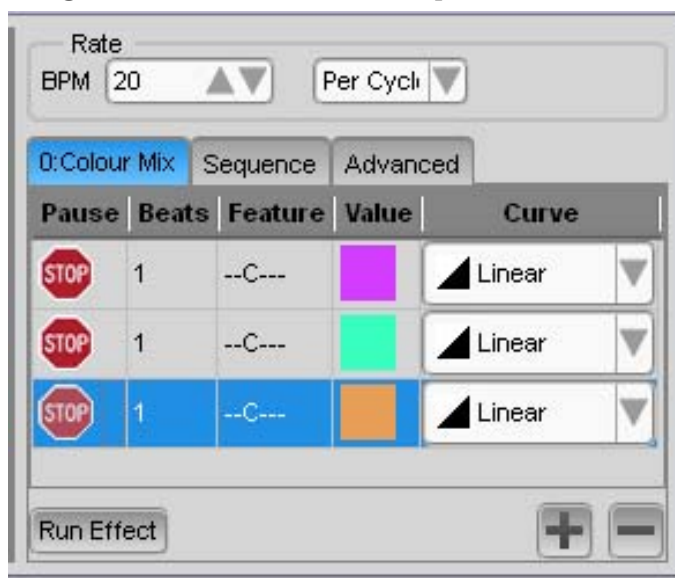 Rate
BPM 20 Per Cycl
0:Colour Mix Sequence Advanced
Pause Beats Feature Value Curve
STOP 1 --C--- Linear
STOP 1 --C--- Linear
STOP 1 --C--- Linear
Run Effect